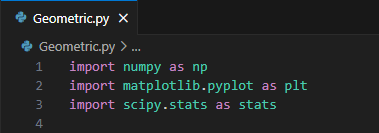 Geometric.py
Geometric.py > ...
1 import numpy as np
2 import matplotlib.pyplot as plt
3 import scipy.stats as stats
4